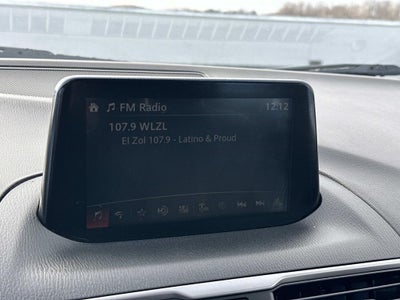 FM Radio 12:12
107.9 WLZL
El Zol 107.9 - Latino & Proud